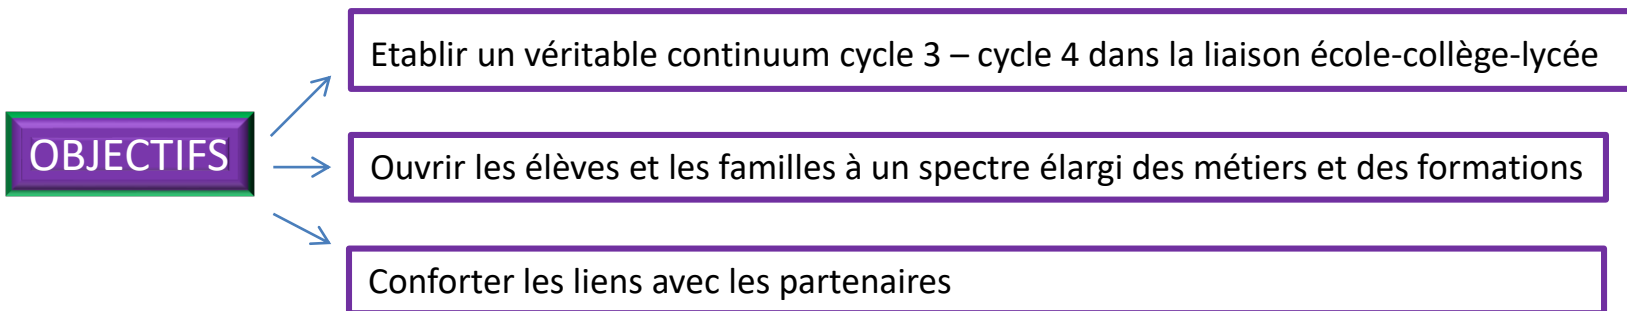 Etablir un véritable continuum cycle 3 – cycle 4 dans la liaison école-collège-lycée
OBJECTIFS
Ouvrir les élèves et les familles à un spectre élargi des métiers et des formations
Conforter les liens avec les partenaires